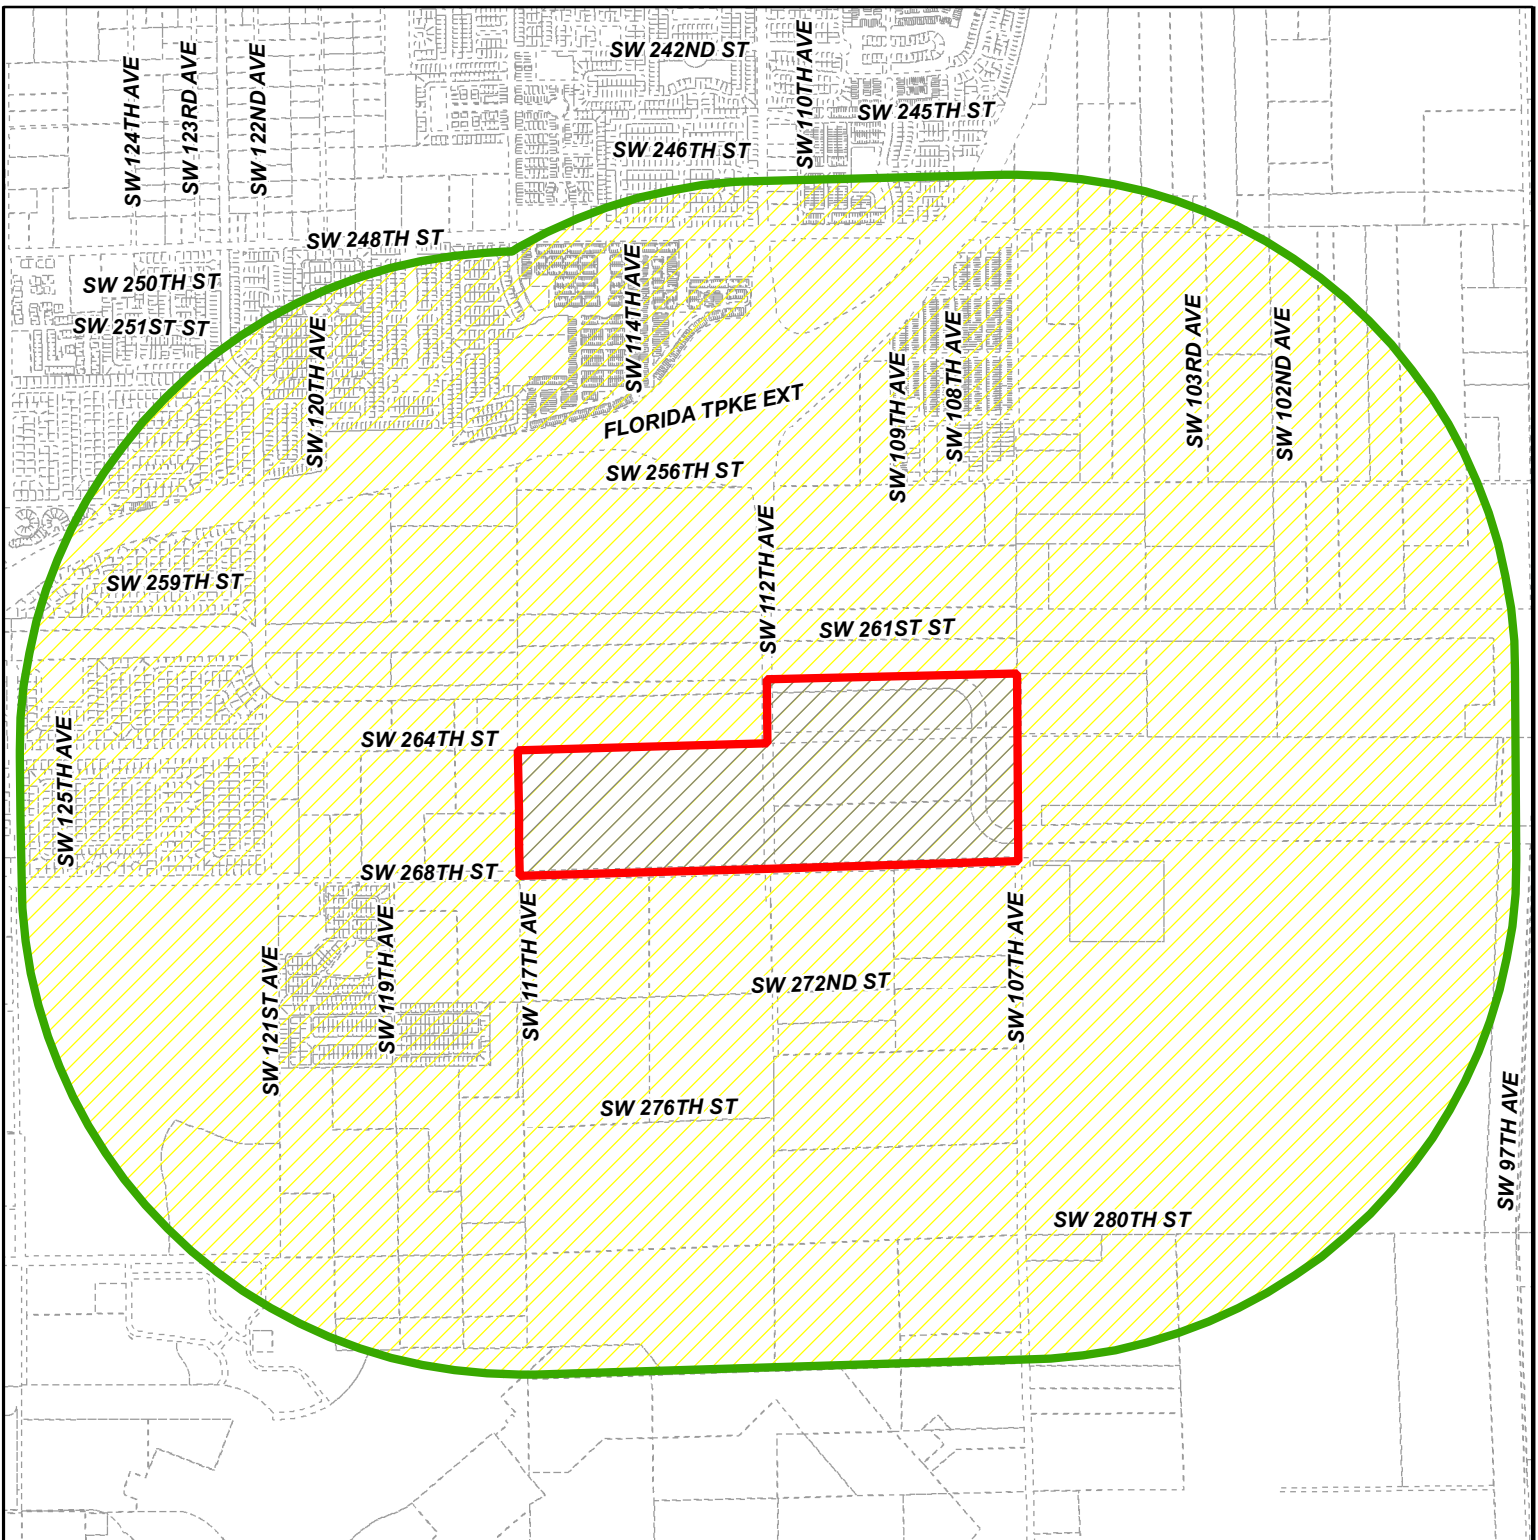 SW 242ND ST
SW 110TH AVE
SW 124TH AVE
SW 123RD AVE
SW 122ND AVE
SW 245TH ST
SW 246TH ST
SW 248TH ST
SW 250TH ST
SW 251ST ST
SW 114TH AVE
SW 120TH AVE
FLORIDA TPKE EXT
SW 109TH AVE
SW 108TH AVE
SW 103RD AVE
SW 102ND AVE
SW 256TH ST
SW 112TH AVE
SW 259TH ST
SW 261ST ST
SW 264TH ST
SW 125TH AVE
SW 268TH ST
SW 121ST AVE
SW 119TH AVE
SW 117TH AVE
SW 272ND ST
SW 107TH AVE
SW 276TH ST
SW 97TH AVE
SW 280TH ST